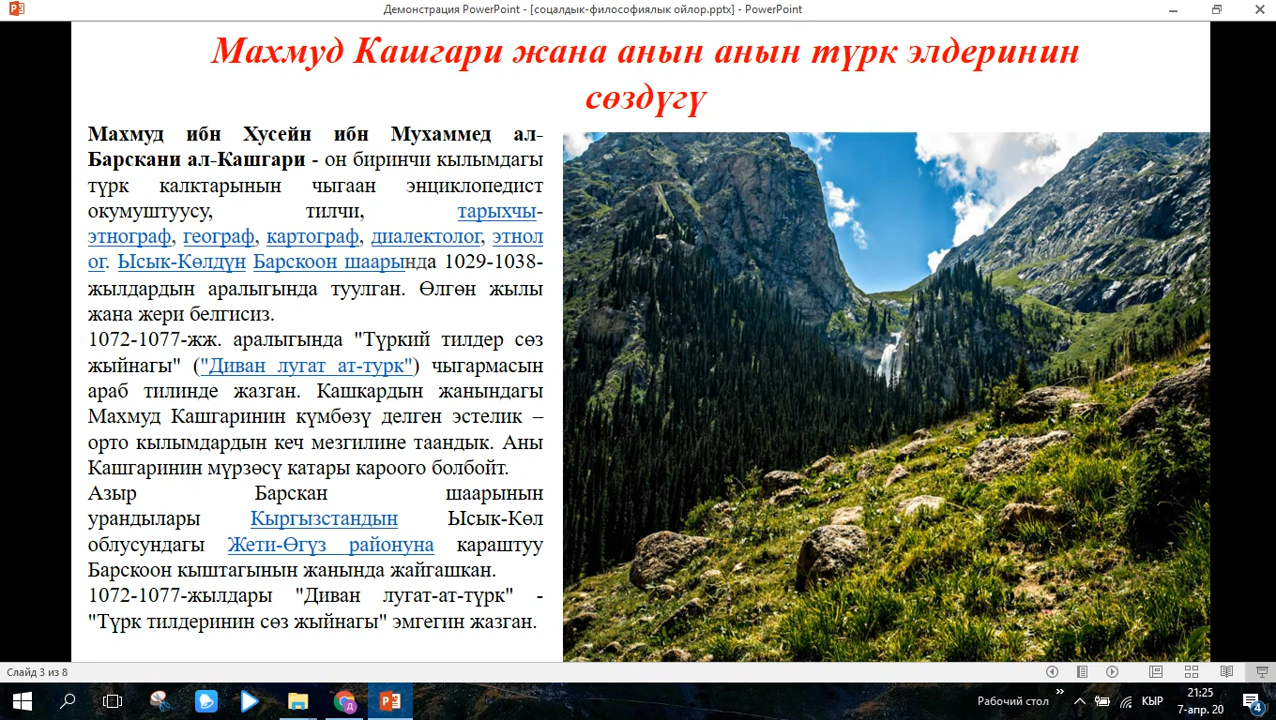 Демонстрация PowerPoint - [соцалдык-философиялык ойлор.pptx] - PowerPoint
Махмуд Кашгари жана анын анын түрк элдеринин
сөздүгү
Махмуд ибн Хусейн ибн Мухаммед ал-
Барскани ал-Кашгари - он биринчи кылымдагы
түрк калктарынын чыгаан энциклопедист
окумуштуусу, тилчи, тарыхчы-
этнограф, географ, картограф, диалектолог, этнол
ог. Ысык-Көлдүн Барскоон шаарында 1029-1038-
жылдардын аралыгында туулган. Өлгөн жылы
жана жери белгисиз.
1072-1077-жж. аралыгында "Түркий тилдер сөз
жыйнагы" ("Диван лугат ат-турк") чыгармасын
араб тилинде жазган. Кашкардын жанындагы
Махмуд Кашгаринин күмбөзү делген эстелик –
орто кылымдардын кеч мезгилине таандык. Аны
Кашгаринин мүрзөсү катары кароого болбойт.
Азыр Барскан шаарынын
урандылары Кыргызстандын Ысык-Көл
облусундагы Жети-Өгүз районуна караштуу
Барскоон кыштагынын жанында жайгашкан.
1072-1077-жылдары "Диван лугат-ат-түрк" -
"Түрк тилдеринин сөз жыйнагы" эмгегин жазган.
Слайд 3 из 8
Рабочий стол
КЫР
21:25
7-апр. 20
4